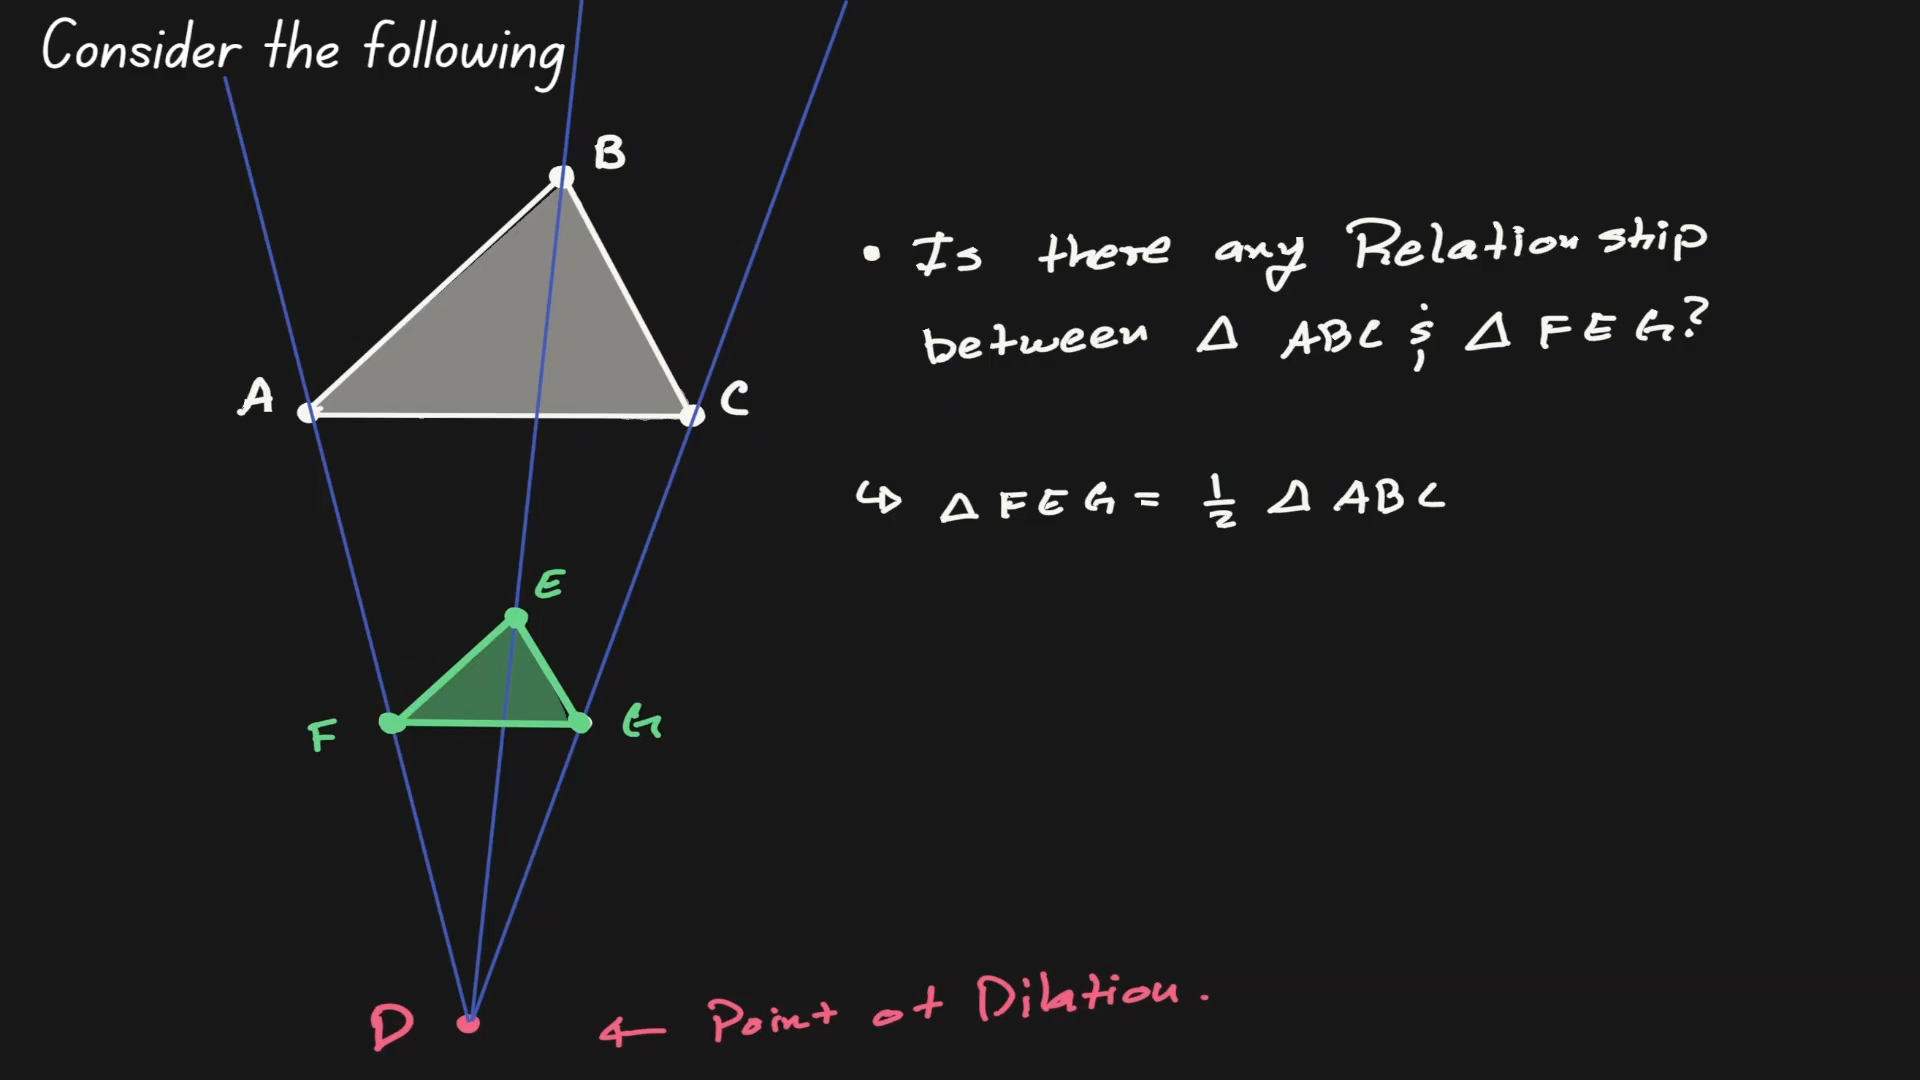 Consider the following
B
A
C
• Is there any Relationship
between Δ ABC & Δ FEG?
↪ Δ FEG = 1/2 Δ ABC
E
F
G
D
← Point of Dilation.